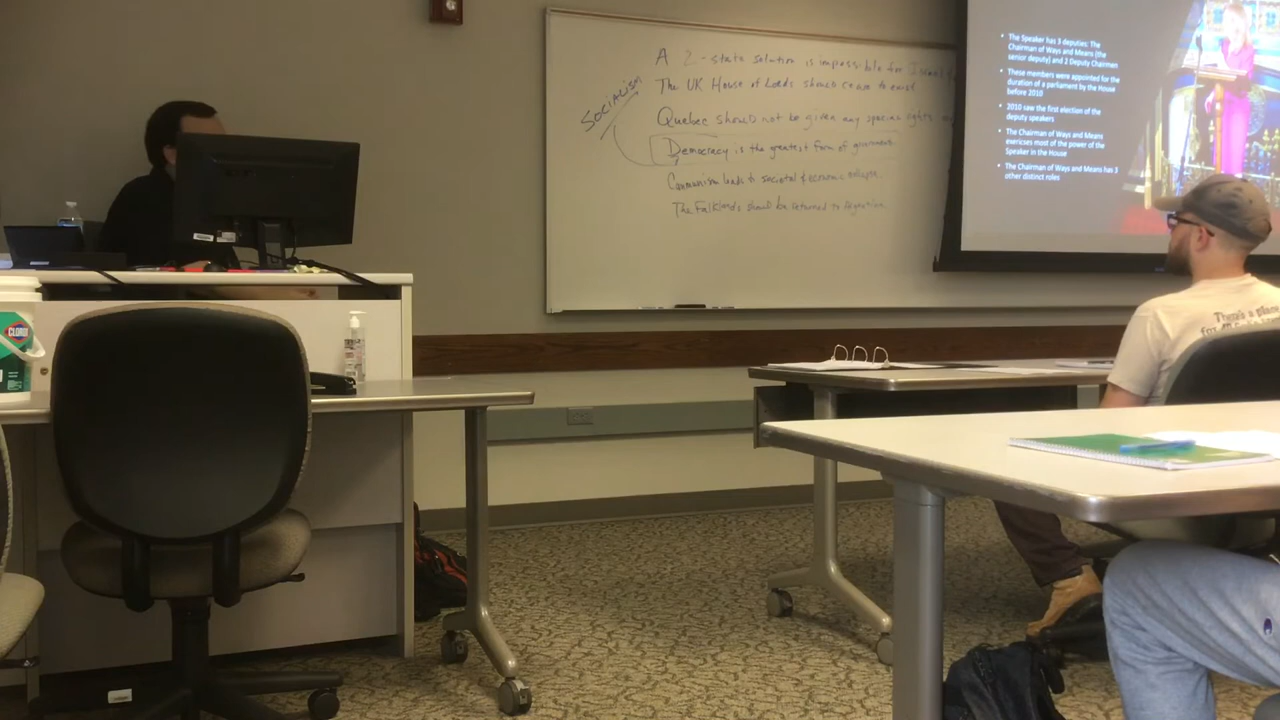 A 2-state solution is impossible for Israel
The UK House of Lords should cease to exist
SOCIALISM
Quebec should not be given any special rights
Democracy is the greatest form of government
Communism leads to societal & economic collapse.
The Falklands should be returned to Argentina
• The Speaker has 3 deputies: The
Chairman of Ways and Means (the
senior deputy) and 2 Deputy Chairmen
• These members were appointed for the
duration of a parliament by the House
before 2010
• 2010 saw the first election of the
deputy speakers
• The Chairman of Ways and Means
exercises most of the power of the
Speaker in the House
• The Chairman of Ways and Means has 3
other distinct roles
There's a place
CLORO